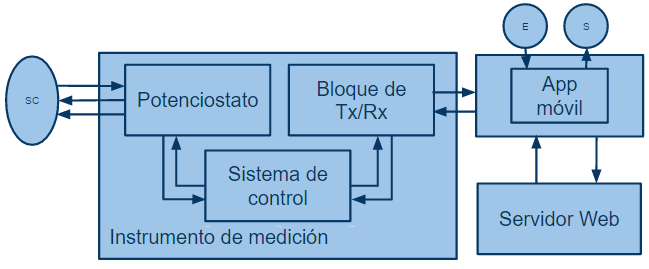 E
S
SC
Potenciostato
Bloque de
Tx/Rx
App
móvil
Sistema de
control
Servidor Web
Instrumento de medición